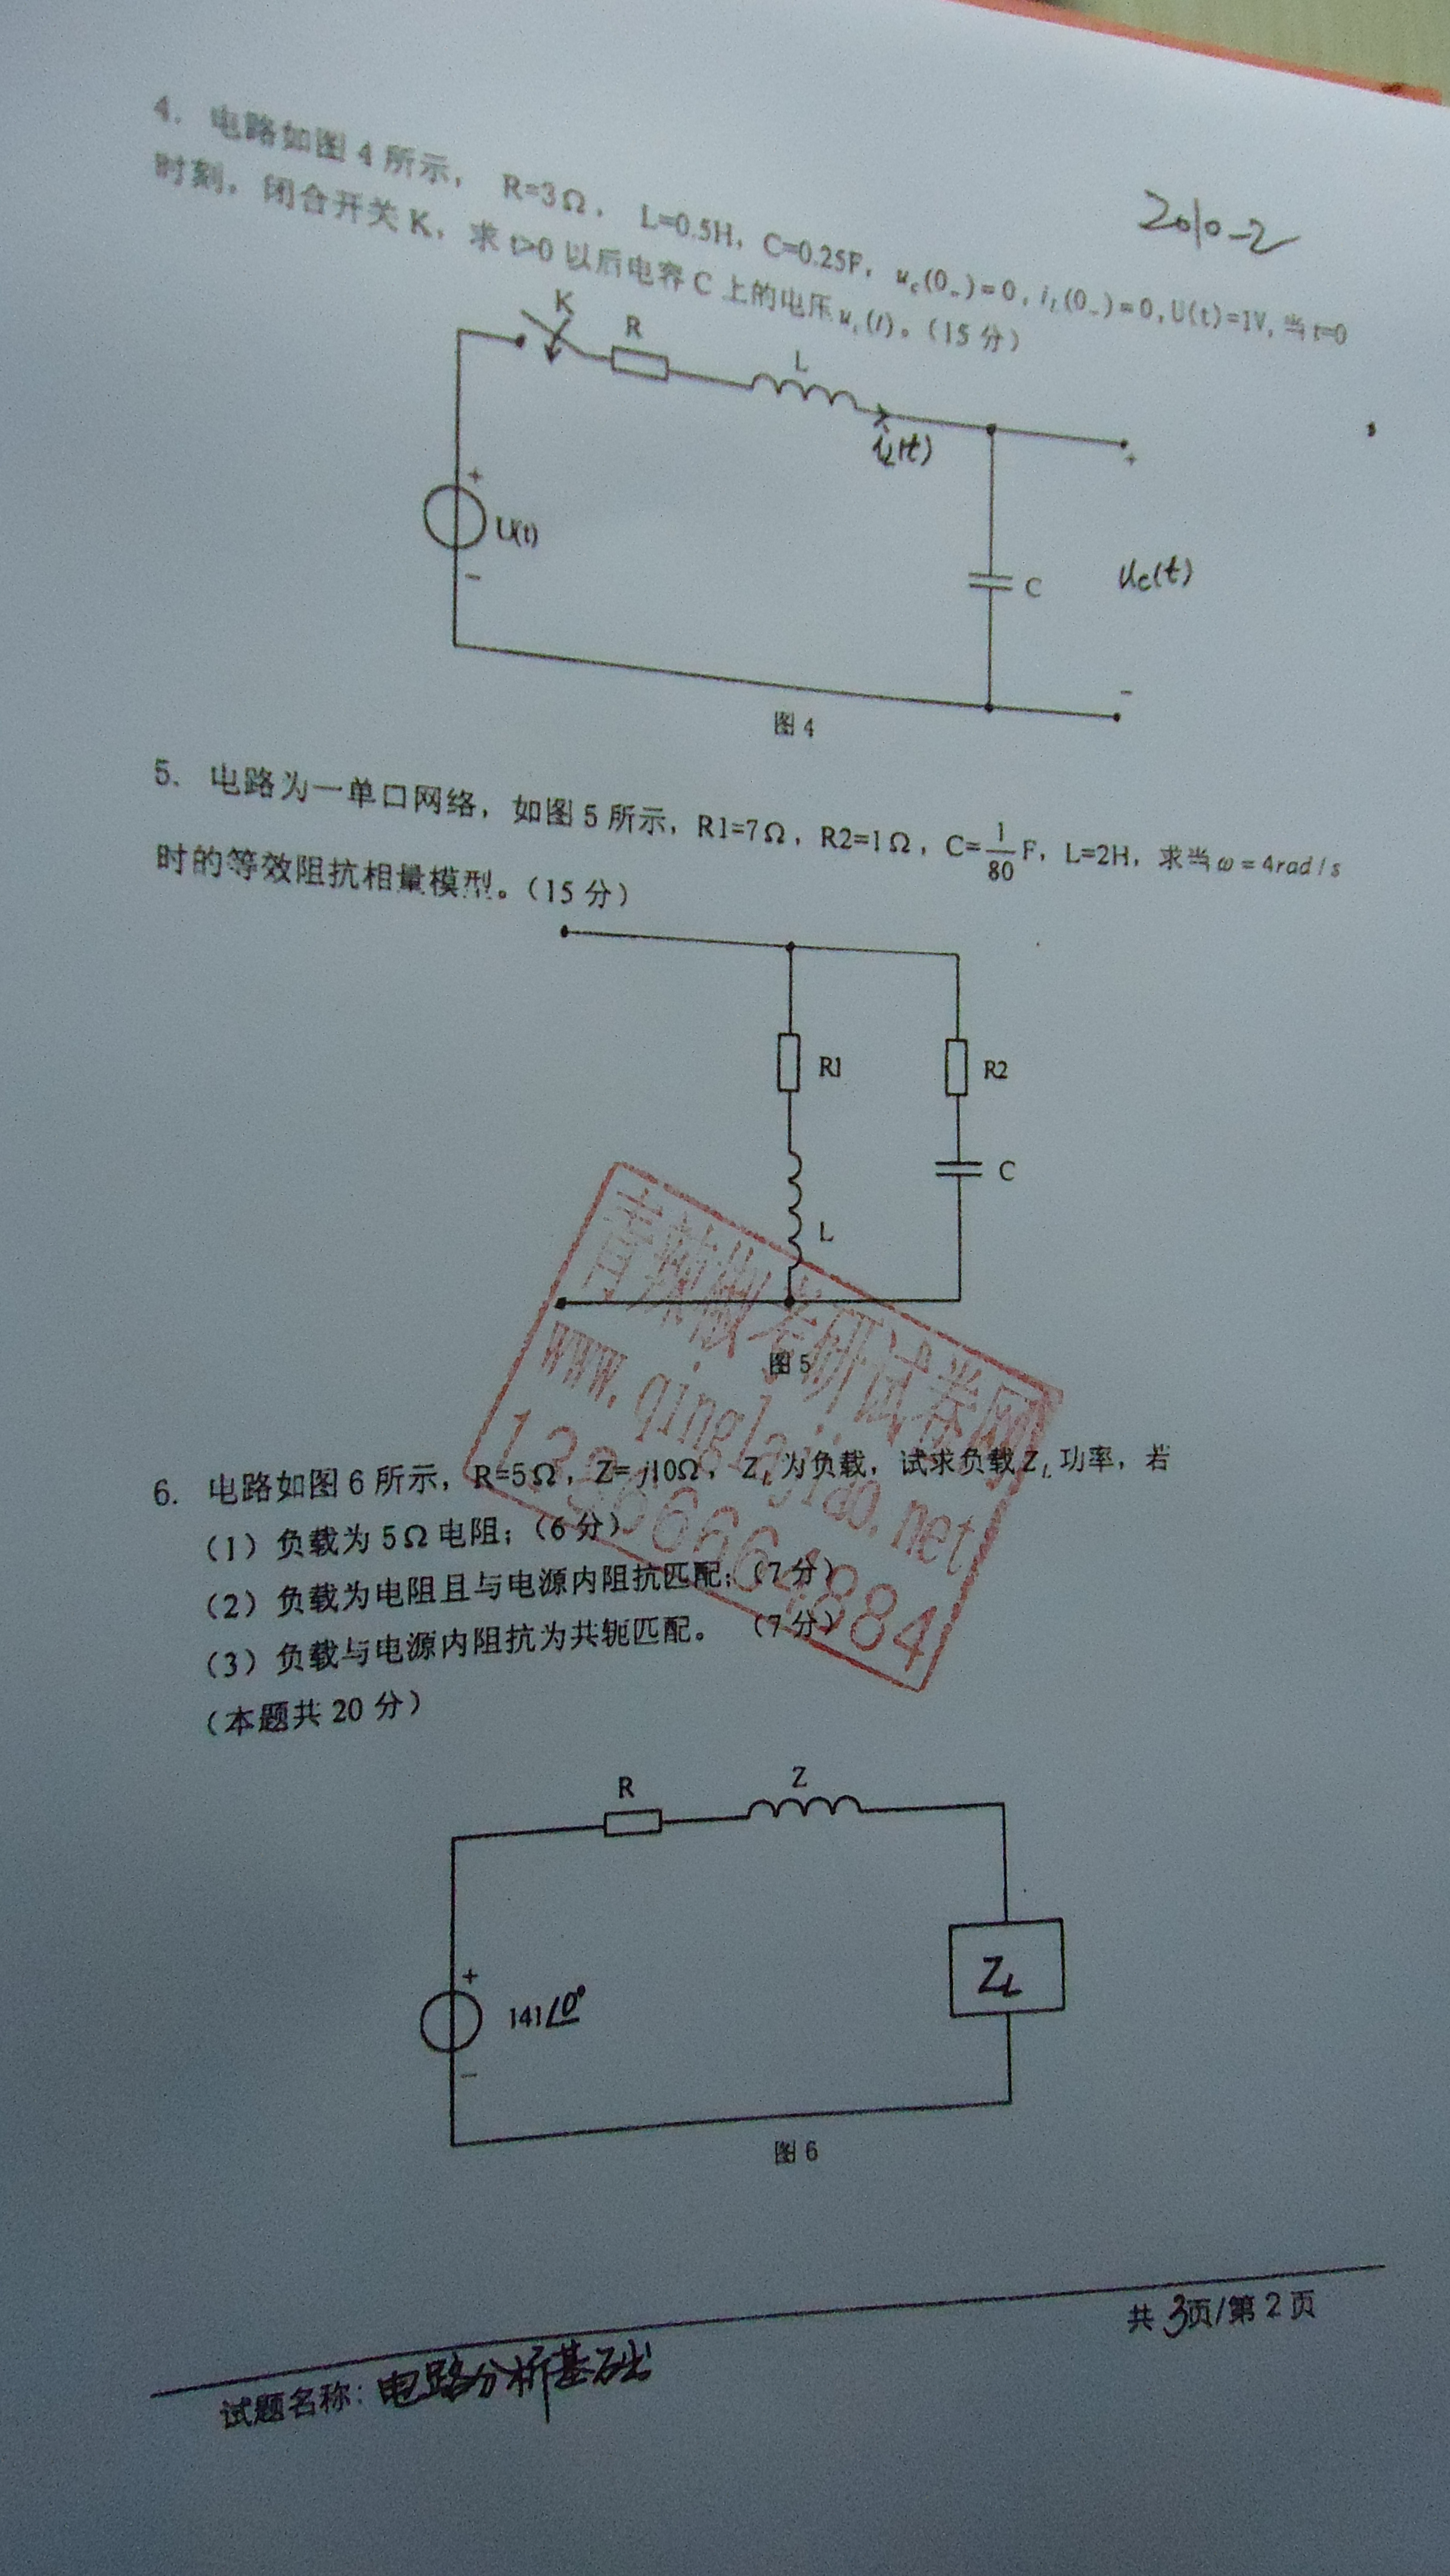 2010-2
4. 电路如图 4 所示， R=3Ω， L=0.5H， C=0.25F， u_c(0_-)=0, i_L(0_-)=0, U(t)=1V, 当 t=0
时刻，闭合开关 K，求 t>0 以后电容 C 上的电压 u_c(t)。（15 分）
K
R
L
i_L(t)
+
+
U(t)
-
C
u_c(t)
-
图 4
5. 电路为一单口网络，如图 5 所示，R1=7Ω，R2=1Ω，C=1/80 F，L=2H，求当 ω=4rad/s
时的等效阻抗相量模型。（15 分）
R1
R2
C
L
图 5
青辣椒考研试卷网
www.qinglajiao.net
6. 电路如图 6 所示，R=5Ω，Z=j10Ω，Z_L 为负载，试求负载 Z_L 功率，若
（1）负载为 5Ω 电阻；（6 分）
（2）负载为电阻且与电源内阻抗匹配；（7 分）
（3）负载与电源内阻抗为共轭匹配。（7 分）
（本题共 20 分）
R
Z
Z_L
+
141∠0°
-
图 6
共 3页/第 2 页
试题名称：电路分析基础